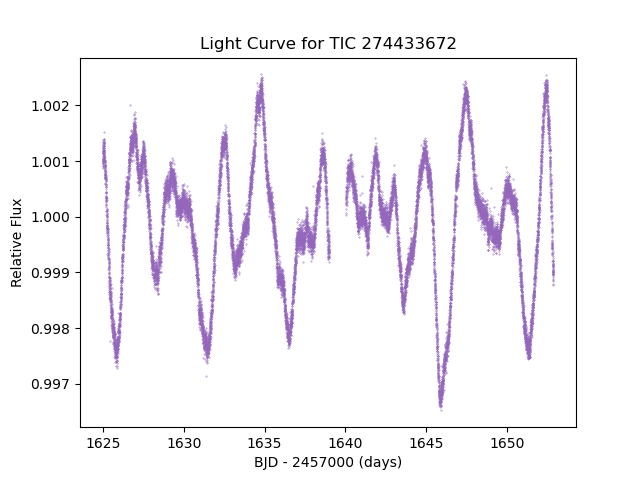 Light Curve for TIC 274433672
1.002
1.001
1.000
0.999
0.998
0.997
Relative Flux
1625 1630 1635 1640 1645 1650
BJD - 2457000 (days)